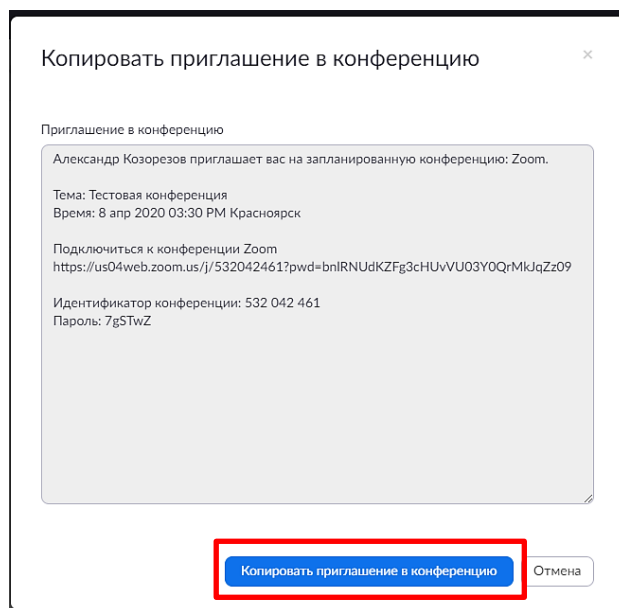 Копировать приглашение в конференцию
×
Приглашение в конференцию
Александр Козорезов приглашает вас на запланированную конференцию: Zoom.
Тема: Тестовая конференция
Время: 8 апр 2020 03:30 PM Красноярск
Подключиться к конференции Zoom
https://us04web.zoom.us/j/532042461?pwd=bnlRNUdKZFg3cHUvVU03Y0QrMkJqZz09
Идентификатор конференции: 532 042 461
Пароль: 7gSTwZ
Копировать приглашение в конференцию
Отмена